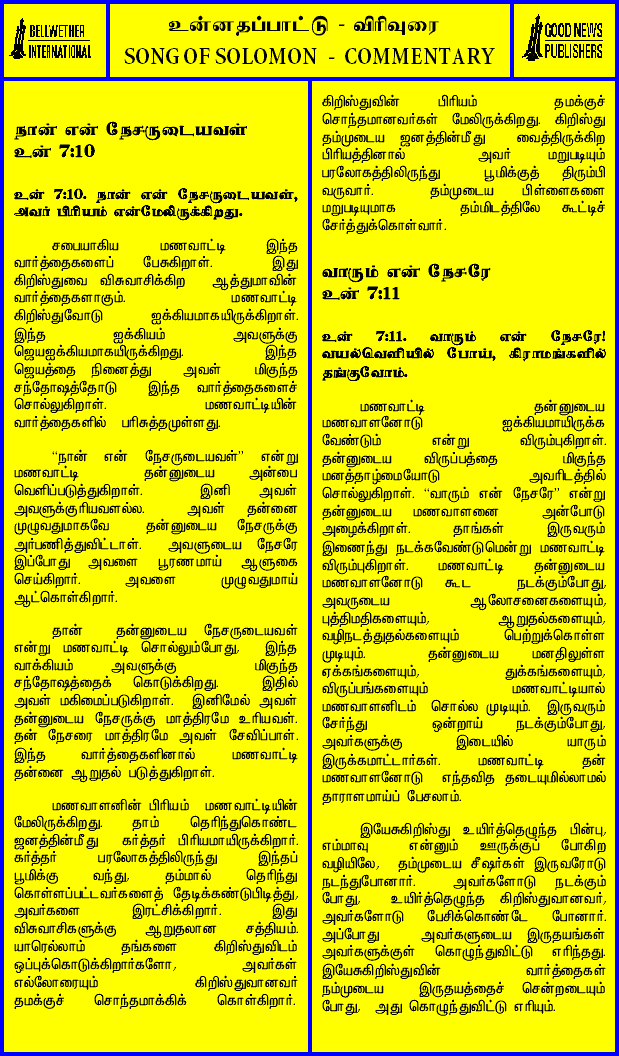 BELLWETHER
INTERNATIONAL
உன்னதப்பாட்டு - விரிவுரை
SONG OF SOLOMON - COMMENTARY
GOOD NEWS
PUBLISHERS
நான் என் நேசருடையவள்
உன் 7:10
உன் 7:10. நான் என் நேசருடையவள்,
அவர் பிரியம் என்மேலிருக்கிறது.
சபையாகிய மணவாட்டி இந்த
வார்த்தைகளைப் பேசுகிறாள். இது
கிறிஸ்துவை விசுவாசிக்கிற ஆத்துமாவின்
வார்த்தைகளாகும். மணவாட்டி
கிறிஸ்துவோடு ஐக்கியமாகயிருக்கிறாள்.
இந்த ஐக்கியம் அவளுக்கு
ஜெயஐக்கியமாகயிருக்கிறது. இந்த
ஜெயத்தை நினைத்து அவள் மிகுந்த
சந்தோஷத்தோடு இந்த வார்த்தைகளைச்
சொல்லுகிறாள். மணவாட்டியின்
வார்த்தைகளில் பரிசுத்தமுள்ளது.
“நான் என் நேசருடையவள்” என்று
மணவாட்டி தன்னுடைய அன்பை
வெளிப்படுத்துகிறாள். இனி அவள்
அவளுக்குரியவளல்ல. அவள் தன்னை
முழுவதுமாகவே தன்னுடைய நேசருக்கு
அர்பணித்துவிட்டாள். அவளுடைய நேசரே
இப்போது அவளை பூரணமாய் ஆளுகை
செய்கிறார். அவளை முழுவதுமாய்
ஆட்கொள்கிறார்.
தான் தன்னுடைய நேசருடையவள்
என்று மணவாட்டி சொல்லும்போது, இந்த
வாக்கியம் அவளுக்கு மிகுந்த
சந்தோஷத்தைக் கொடுக்கிறது. இதில்
அவள் மகிமைப்படுகிறாள். இனிமேல் அவள்
தன்னுடைய நேசருக்கு மாத்திரமே உரியவள்.
தன் நேசரை மாத்திரமே அவள் சேவிப்பாள்.
இந்த வார்த்தைகளினால் மணவாட்டி
தன்னை ஆறுதல் படுத்துகிறாள்.
மணவாளனின் பிரியம் மணவாட்டியின்
மேலிருக்கிறது. தாம் தெரிந்துகொண்ட
ஜனத்தின்மீது கர்த்தர் பிரியமாயிருக்கிறார்.
கர்த்தர் பரலோகத்திலிருந்து இந்தப்
பூமிக்கு வந்து, தம்மால் தெரிந்து
கொள்ளப்பட்டவர்களைத் தேடிக்கண்டுபிடித்து,
அவர்களை இரட்சிக்கிறார். இது
விசுவாசிகளுக்கு ஆறுதலான சத்தியம்.
யாரெல்லாம் தங்களை கிறிஸ்துவிடம்
ஒப்புக்கொடுக்கிறார்களோ, அவர்கள்
எல்லோரையும் கிறிஸ்துவானவர்
தமக்குச் சொந்தமாக்கிக் கொள்கிறார்.
கிறிஸ்துவின் பிரியம் தமக்குச்
சொந்தமானவர்கள் மேலிருக்கிறது. கிறிஸ்து
தம்முடைய ஜனத்தின்மீது வைத்திருக்கிற
பிரியத்தினால் அவர் மறுபடியும்
பரலோகத்திலிருந்து பூமிக்குத் திரும்பி
வருவார். தம்முடைய பிள்ளைகளை
மறுபடியுமாக தம்மிடத்திலே கூட்டிச்
சேர்த்துக்கொள்வார்.
வாரும் என் நேசரே
உன் 7:11
உன் 7:11. வாரும் என் நேசரே!
வயல்வெளியில் போய், கிராமங்களில்
தங்குவோம்.
மணவாட்டி தன்னுடைய
மணவாளனோடு ஐக்கியமாயிருக்க
வேண்டும் என்று விரும்புகிறாள்.
தன்னுடைய விருப்பத்தை மிகுந்த
மனத்தாழ்மையோடு அவரிடத்தில்
சொல்லுகிறாள். “வாரும் என் நேசரே” என்று
தன்னுடைய மணவாளனை அன்போடு
அழைக்கிறாள். தாங்கள் இருவரும்
இணைந்து நடக்கவேண்டுமென்று மணவாட்டி
விரும்புகிறாள். மணவாட்டி தன்னுடைய
மணவாளனோடு கூட நடக்கும்போது,
அவருடைய ஆலோசனைகளையும்,
புத்திமதிகளையும், ஆறுதல்களையும்,
வழிநடத்துதல்களையும் பெற்றுக்கொள்ள
முடியும். தன்னுடைய மனதிலுள்ள
ஏக்கங்களையும், துக்கங்களையும்,
விருப்பங்களையும் மணவாட்டியால்
மணவாளனிடம் சொல்ல முடியும். இருவரும்
சேர்ந்து ஒன்றாய் நடக்கும்போது,
அவர்களுக்கு இடையில் யாரும்
இருக்கமாட்டார்கள். மணவாட்டி தன்
மணவாளனோடு எந்தவித தடையுமில்லாமல்
தாராளமாய்ப் பேசலாம்.
இயேசுகிறிஸ்து உயிர்த்தெழுந்த பின்பு,
எம்மாவு என்னும் ஊருக்குப் போகிற
வழியிலே, தம்முடைய சீஷர்கள் இருவரோடு
நடந்துபோனார். அவர்களோடு நடக்கும்
போது, உயிர்த்தெழுந்த கிறிஸ்துவானவர்,
அவர்களோடு பேசிக்கொண்டே போனார்.
அப்போது அவர்களுடைய இருதயங்கள்
அவர்களுக்குள் கொழுந்துவிட்டு எரிந்தது.
இயேசுகிறிஸ்துவின் வார்த்தைகள்
நம்முடைய இருதயத்தைச் சென்றடையும்
போது, அது கொழுந்துவிட்டு எரியும்.